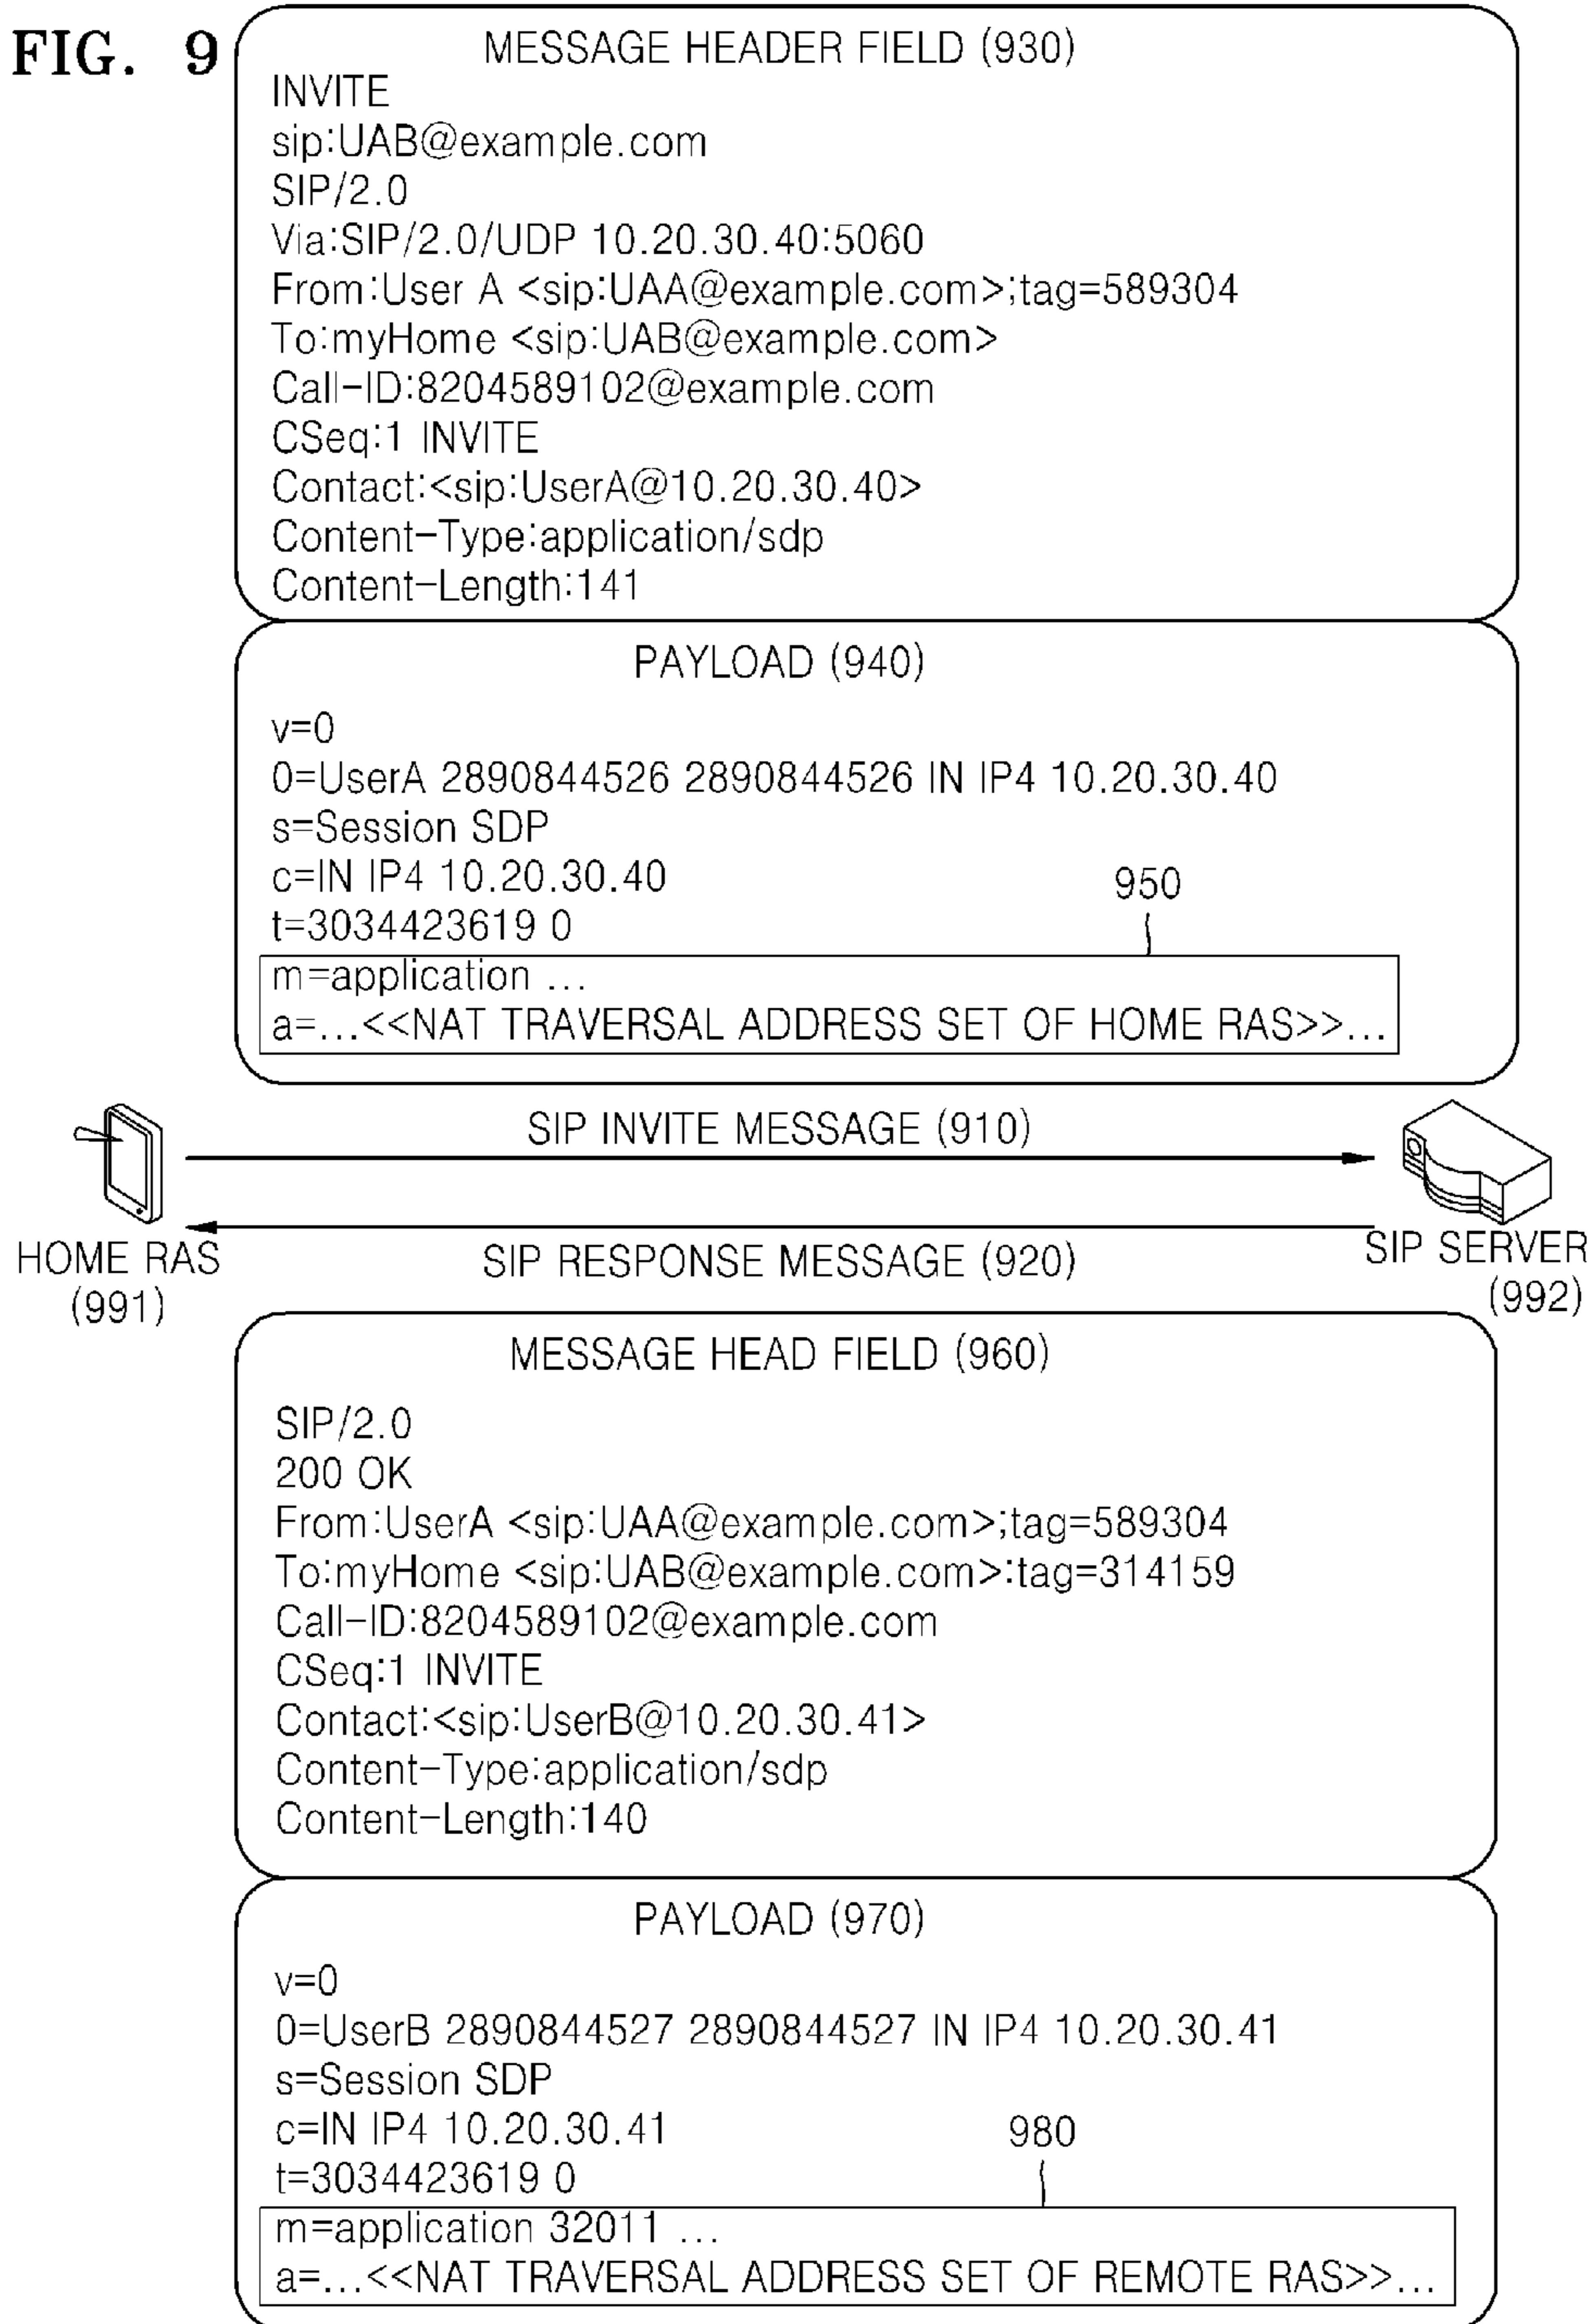 FIG. 9
MESSAGE HEADER FIELD (930)
INVITE
sip:UAB@example.com
SIP/2.0
Via:SIP/2.0/UDP 10.20.30.40:5060
From:User A <sip:UAA@example.com>;tag=589304
To:myHome <sip:UAB@example.com>
Call-ID:8204589102@example.com
CSeq:1 INVITE
Contact:<sip:UserA@10.20.30.40>
Content-Type:application/sdp
Content-Length:141
PAYLOAD (940)
v=0
0=UserA 2890844526 2890844526 IN IP4 10.20.30.40
s=Session SDP
c=IN IP4 10.20.30.40
950
t=3034423619 0
m=application ...
a=...<<NAT TRAVERSAL ADDRESS SET OF HOME RAS>>...
SIP INVITE MESSAGE (910)
HOME RAS
(991)
SIP RESPONSE MESSAGE (920)
SIP SERVER
(992)
MESSAGE HEAD FIELD (960)
SIP/2.0
200 OK
From:UserA <sip:UAA@example.com>;tag=589304
To:myHome <sip:UAB@example.com>:tag=314159
Call-ID:8204589102@example.com
CSeq:1 INVITE
Contact:<sip:UserB@10.20.30.41>
Content-Type:application/sdp
Content-Length:140
PAYLOAD (970)
v=0
0=UserB 2890844527 2890844527 IN IP4 10.20.30.41
s=Session SDP
c=IN IP4 10.20.30.41
980
t=3034423619 0
m=application 32011 ...
a=...<<NAT TRAVERSAL ADDRESS SET OF REMOTE RAS>>...